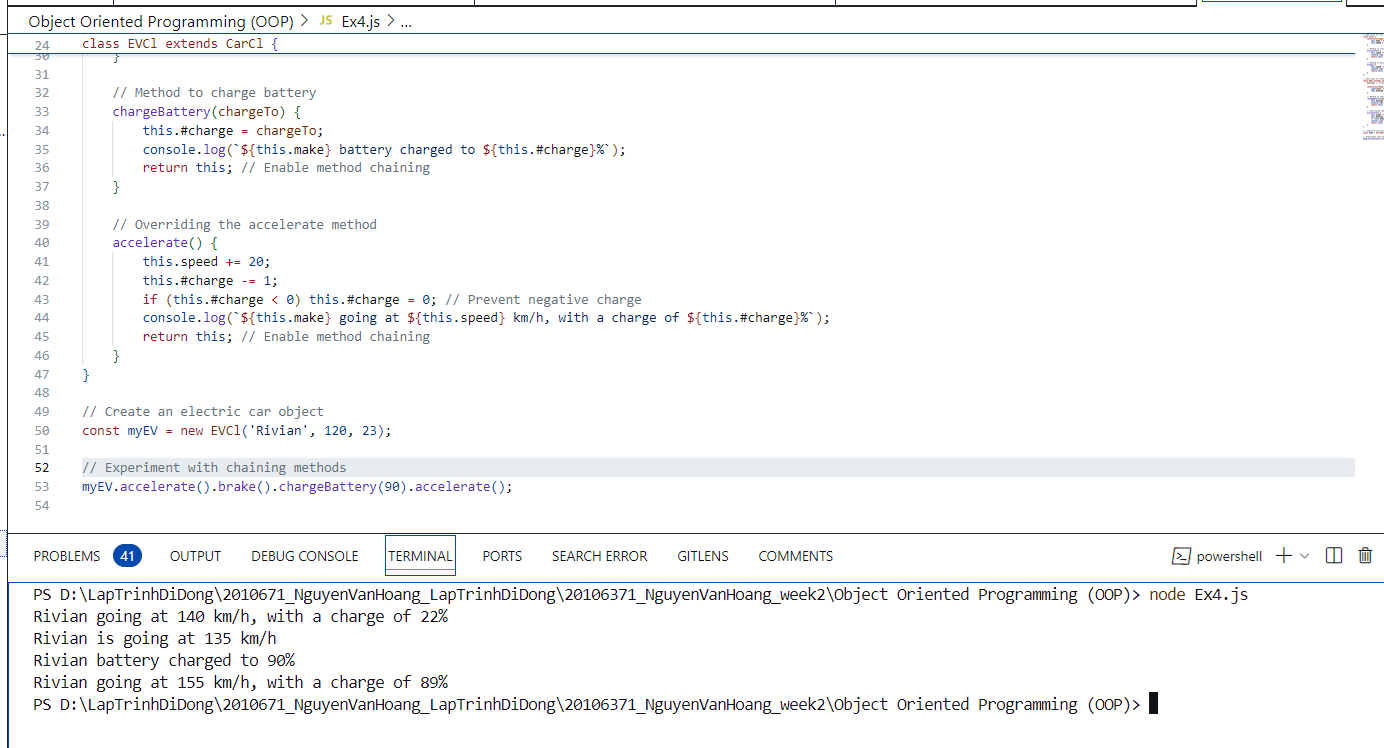 Object Oriented Programming (OOP) > JS Ex4.js > ...
24 class EVCl extends CarCl {
30 }
31
32 // Method to charge battery
33 chargeBattery(chargeTo) {
34 this.#charge = chargeTo;
35 console.log(`${this.make} battery charged to ${this.#charge}%`);
36 return this; // Enable method chaining
37 }
38
39 // Overriding the accelerate method
40 accelerate() {
41 this.speed += 20;
42 this.#charge -= 1;
43 if (this.#charge < 0) this.#charge = 0; // Prevent negative charge
44 console.log(`${this.make} going at ${this.speed} km/h, with a charge of ${this.#charge}%`);
45 return this; // Enable method chaining
46 }
47 }
48
49 // Create an electric car object
50 const myEV = new EVCl('Rivian', 120, 23);
51
52 // Experiment with chaining methods
53 myEV.accelerate().brake().chargeBattery(90).accelerate();
54
PROBLEMS 41 OUTPUT DEBUG CONSOLE TERMINAL PORTS SEARCH ERROR GITLENS COMMENTS powershell
PS D:\LapTrinhDiDong\2010671_NguyenVanHoang_LapTrinhDiDong\20106371_NguyenVanHoang_week2\Object Oriented Programming (OOP)> node Ex4.js
Rivian going at 140 km/h, with a charge of 22%
Rivian is going at 135 km/h
Rivian battery charged to 90%
Rivian going at 155 km/h, with a charge of 89%
PS D:\LapTrinhDiDong\2010671_NguyenVanHoang_LapTrinhDiDong\20106371_NguyenVanHoang_week2\Object Oriented Programming (OOP)>